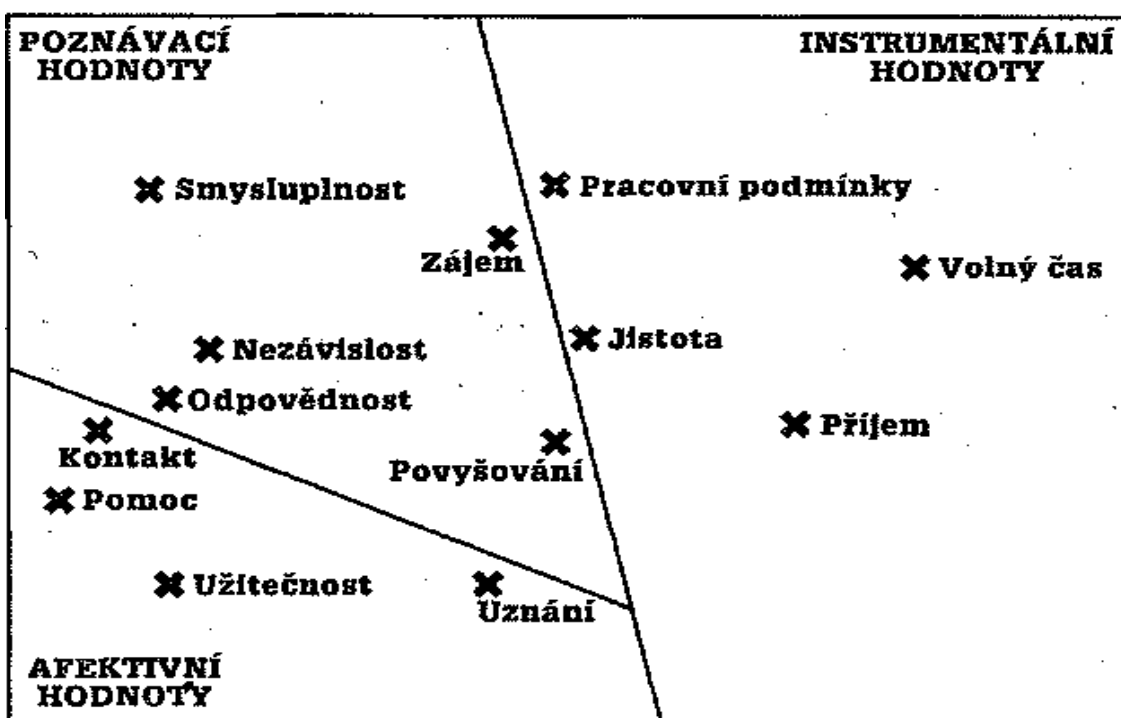 POZNÁVACÍ
HODNOTY
INSTRUMENTÁLNÍ
HODNOTY
Smysluplnost
Pracovní podmínky
Zájem
Volný čas
Nezávislost
Jistota
Odpovědnost
Příjem
Kontakt
Povyšování
Pomoc
Užitečnost
Uznání
AFEKTIVNÍ
HODNOTY